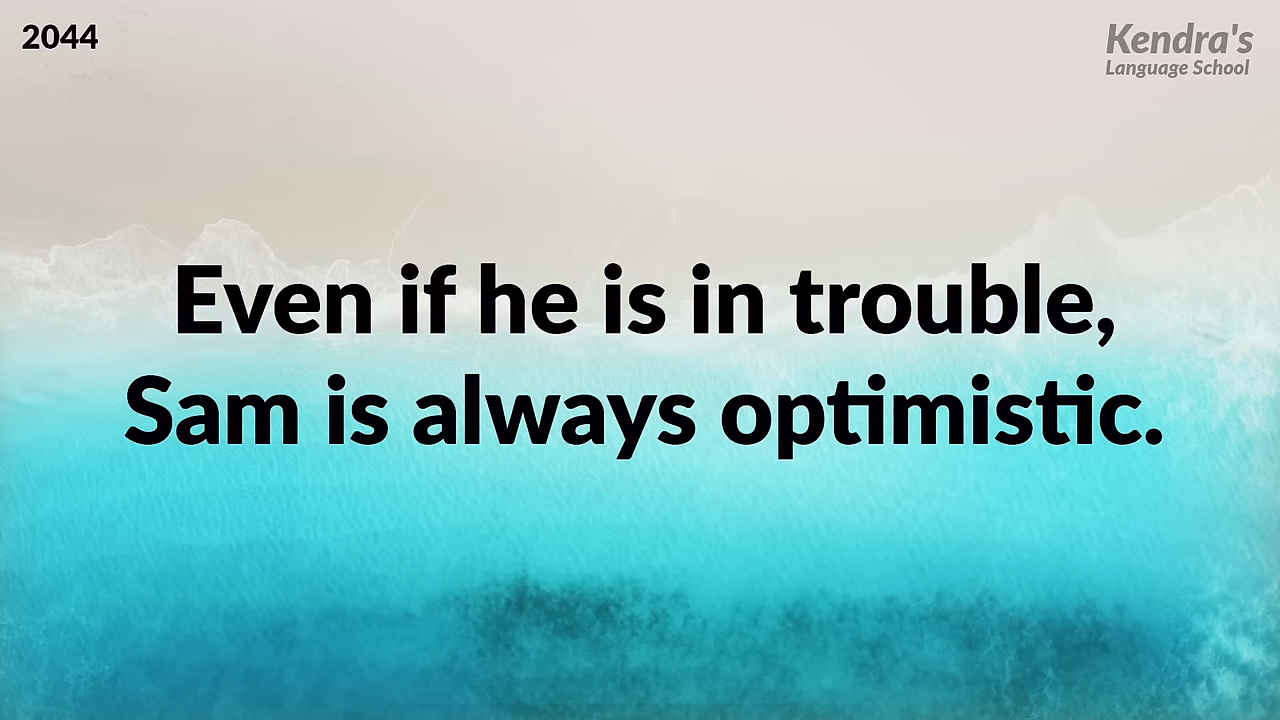 2044
Kendra's
Language School
Even if he is in trouble,
Sam is always optimistic.